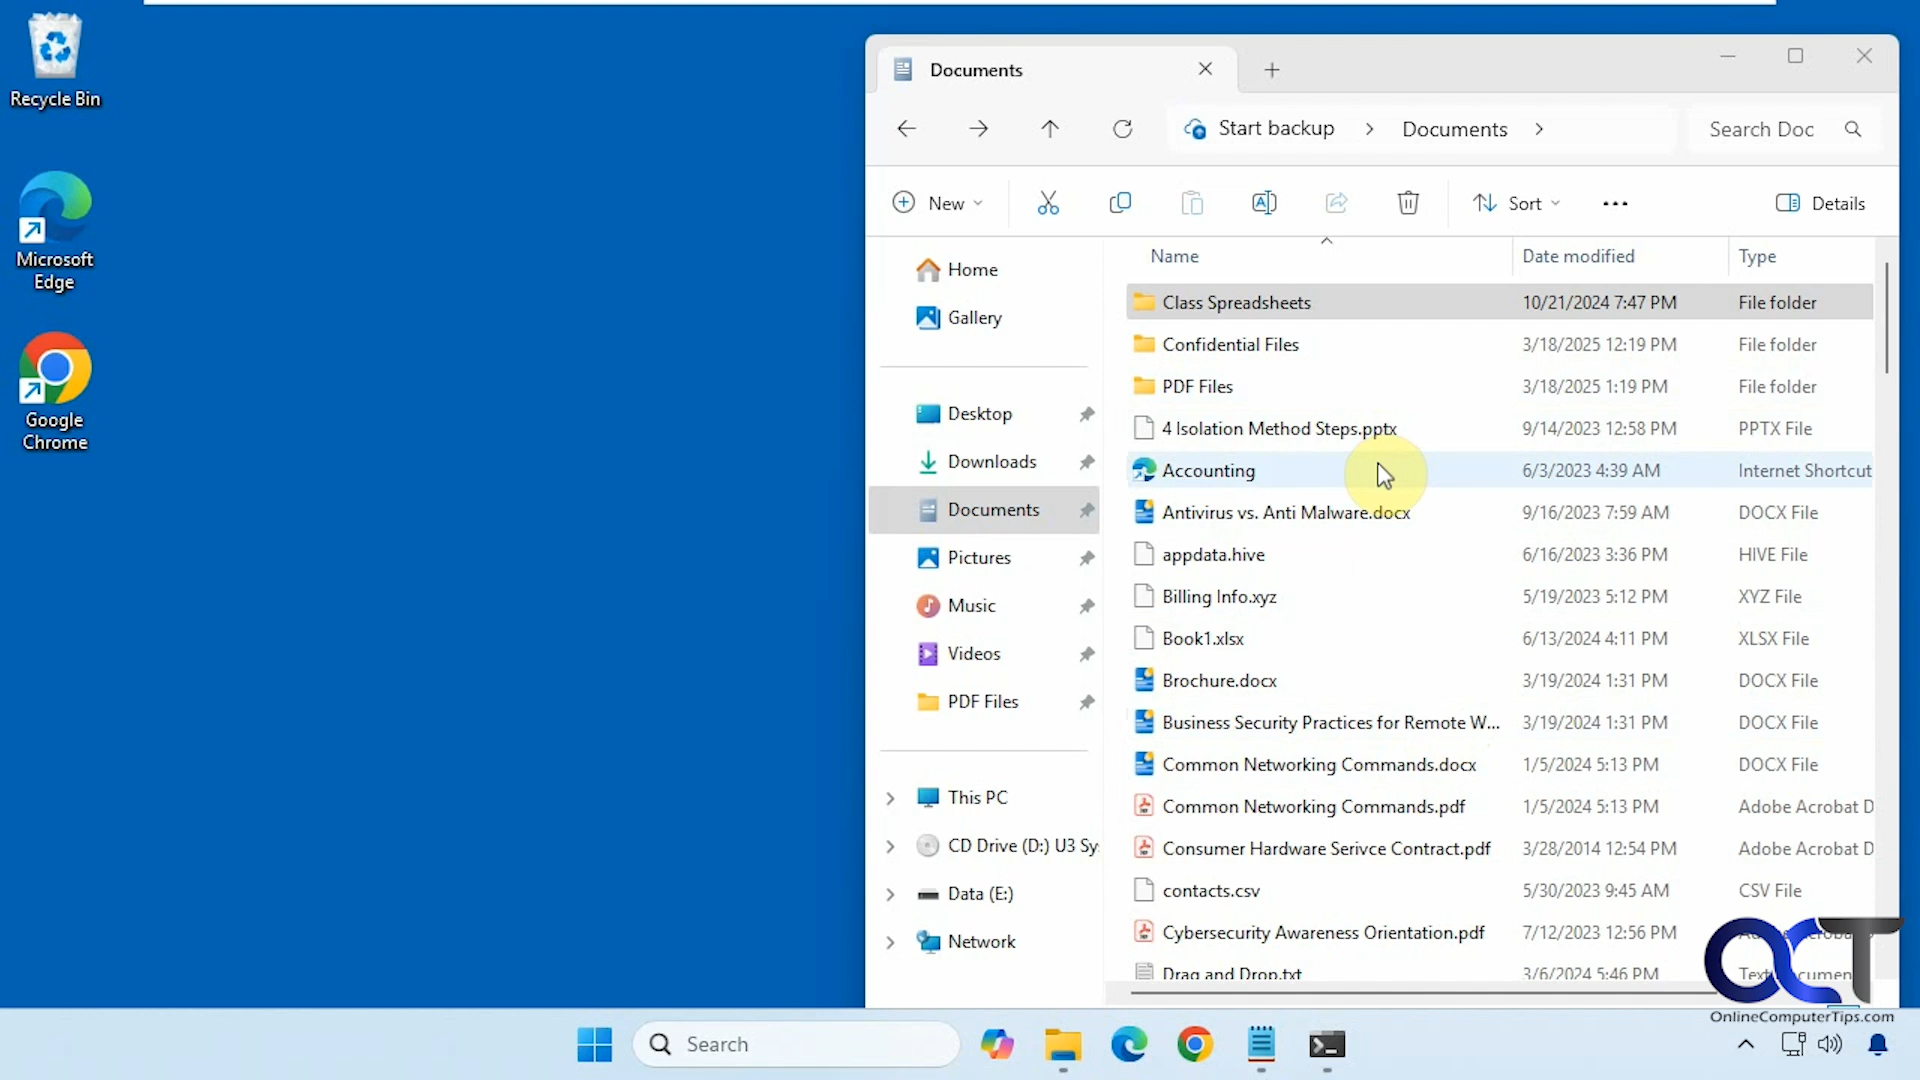 Recycle Bin
Microsoft
Edge
Google
Chrome
Documents
Start backup
Documents
Search Doc
New
Sort
Details
Home
Gallery
Desktop
Downloads
Documents
Pictures
Music
Videos
PDF Files
This PC
CD Drive (D:) U3 Sy
Data (E:)
Network
Name Date modified Type
Class Spreadsheets 10/21/2024 7:47 PM File folder
Confidential Files 3/18/2025 12:19 PM File folder
PDF Files 3/18/2025 1:19 PM File folder
4 Isolation Method Steps.pptx 9/14/2023 12:58 PM PPTX File
Accounting 6/3/2023 4:39 AM Internet Shortcut
Antivirus vs. Anti Malware.docx 9/16/2023 7:59 AM DOCX File
appdata.hive 6/16/2023 3:36 PM HIVE File
Billing Info.xyz 5/19/2023 5:12 PM XYZ File
Book1.xlsx 6/13/2024 4:11 PM XLSX File
Brochure.docx 3/19/2024 1:31 PM DOCX File
Business Security Practices for Remote W... 3/19/2024 1:31 PM DOCX File
Common Networking Commands.docx 1/5/2024 5:13 PM DOCX File
Common Networking Commands.pdf 1/5/2024 5:13 PM Adobe Acrobat D
Consumer Hardware Serivce Contract.pdf 3/28/2014 12:54 PM Adobe Acrobat D
contacts.csv 5/30/2023 9:45 AM CSV File
Cybersecurity Awareness Orientation.pdf 7/12/2023 12:56 PM
Drag and Drop.txt 3/6/2024 5:46 PM
OCT
OnlineComputerTips.com
Search